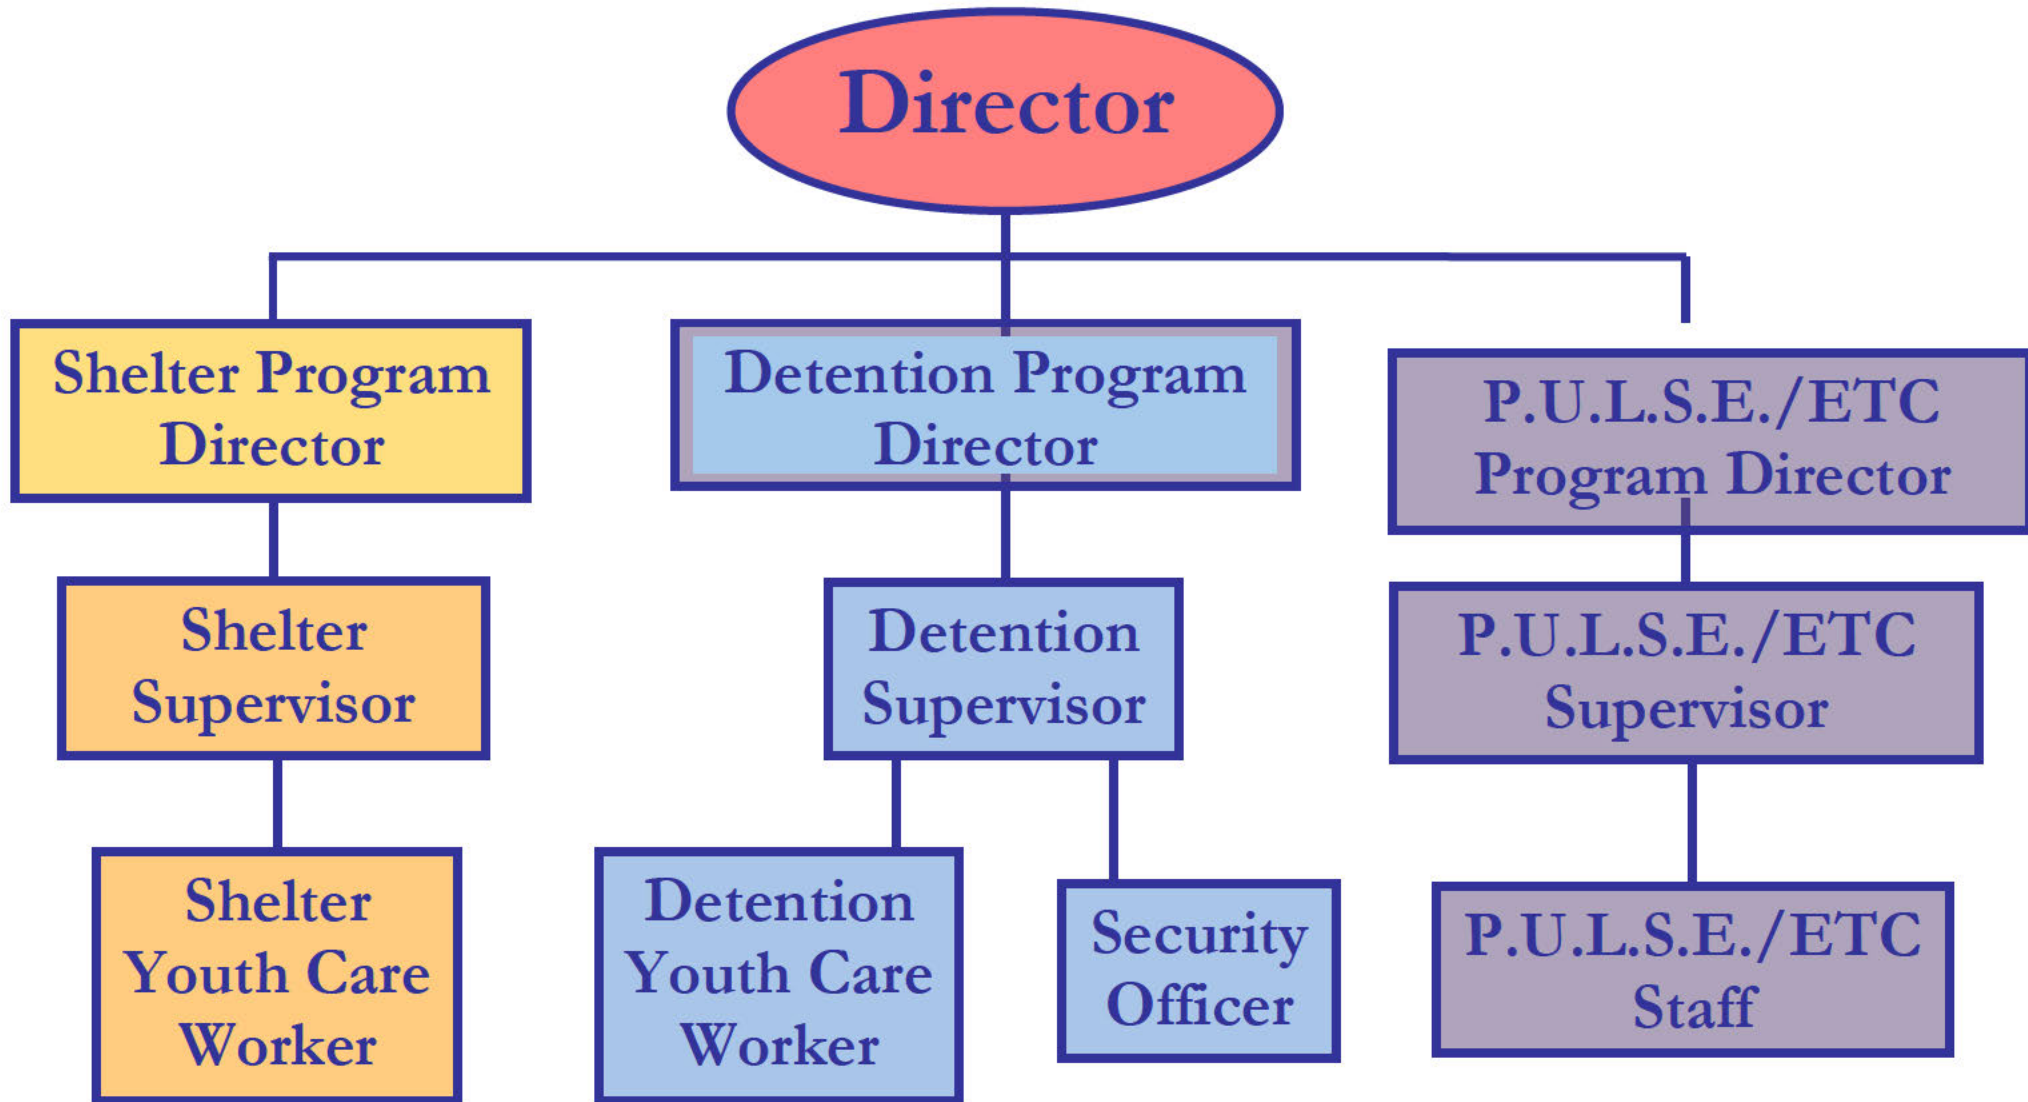 Director
Shelter Program
Director
Detention Program
Director
P.U.L.S.E./ETC
Program Director
Shelter
Supervisor
Detention
Supervisor
P.U.L.S.E./ETC
Supervisor
Shelter
Youth Care
Worker
Detention
Youth Care
Worker
Security
Officer
P.U.L.S.E./ETC
Staff